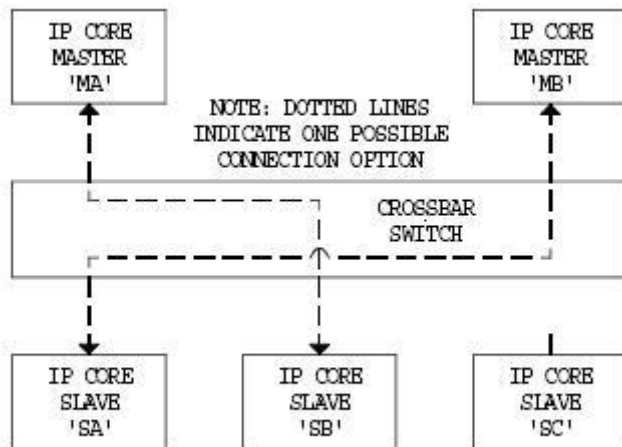 IP CORE
MASTER
'MA'
IP CORE
MASTER
'MB'
NOTE: DOTTED LINES
INDICATE ONE POSSIBLE
CONNECTION OPTION
CROSSBAR
SWITCH
IP CORE
SLAVE
'SA'
IP CORE
SLAVE
'SB'
IP CORE
SLAVE
'SC'